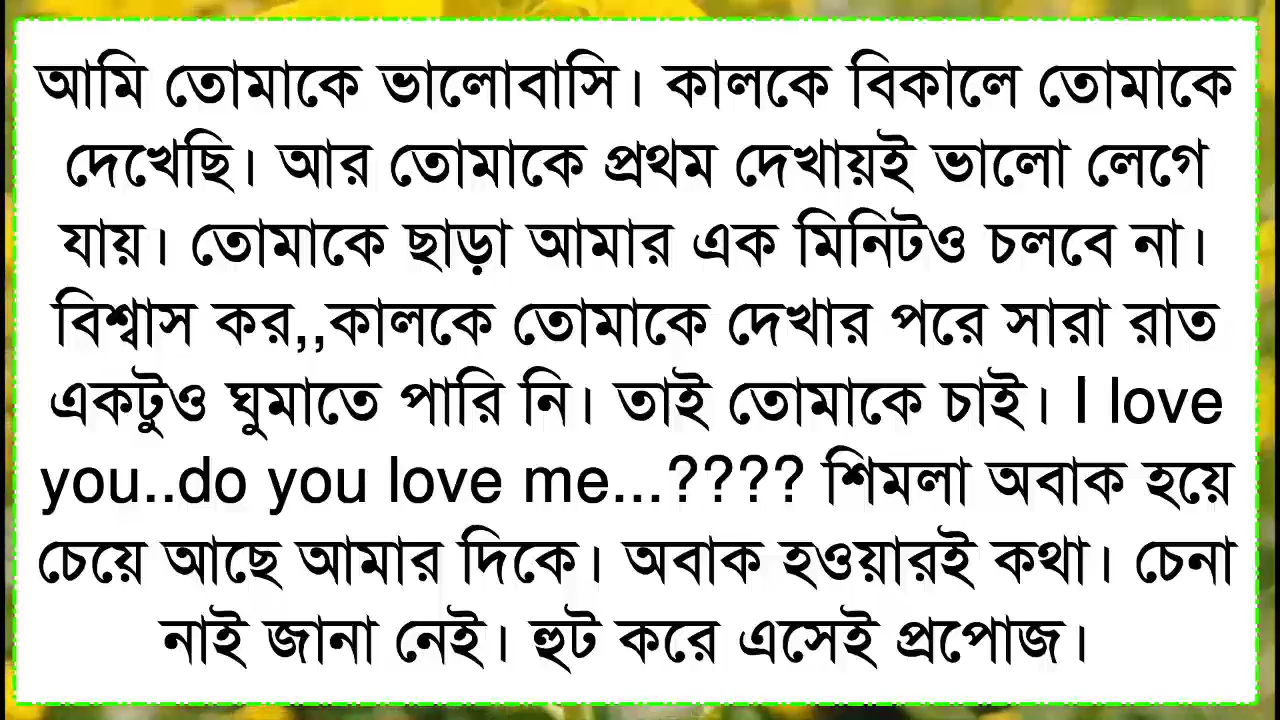 আমি তোমাকে ভালোবাসি। কালকে বিকালে তোমাকে
দেখেছি। আর তোমাকে প্রথম দেখায়ই ভালো লেগে
যায়। তোমাকে ছাড়া আমার এক মিনিটও চলবে না।
বিশ্বাস কর,,কালকে তোমাকে দেখার পরে সারা রাত
একটুও ঘুমাতে পারি নি। তাই তোমাকে চাই। I love
you..do you love me...???? শিমলা অবাক হয়ে
চেয়ে আছে আমার দিকে। অবাক হওয়ারই কথা। চেনা
নাই জানা নেই। হুট করে এসেই প্রপোজ।